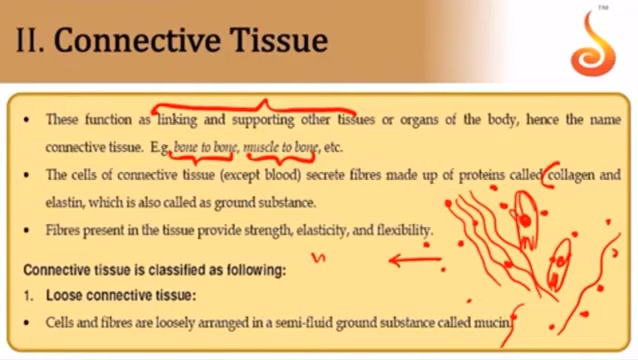 II. Connective Tissue
TM
• These function as linking and supporting other tissues or organs of the body, hence the name
connective tissue. E.g. bone to bone, muscle to bone, etc.
• The cells of connective tissue (except blood) secrete fibres made up of proteins called collagen and
elastin, which is also called as ground substance.
• Fibres present in the tissue provide strength, elasticity, and flexibility.
Connective tissue is classified as following:
1. Loose connective tissue:
• Cells and fibres are loosely arranged in a semi-fluid ground substance called mucin.